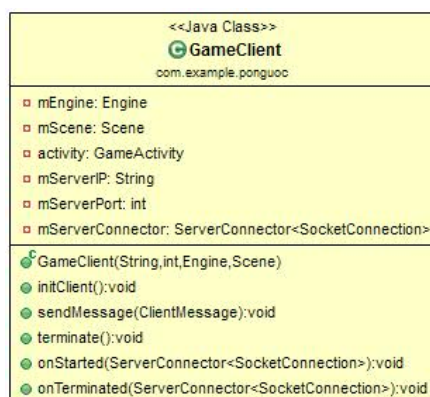 <<Java Class>>
GameClient
com.example.ponguoc
mEngine: Engine
mScene: Scene
activity: GameActivity
mServerIP: String
mServerPort: int
mServerConnector: ServerConnector<SocketConnection>
GameClient(String,int,Engine,Scene)
initClient():void
sendMessage(ClientMessage):void
terminate():void
onStarted(ServerConnector<SocketConnection>):void
onTerminated(ServerConnector<SocketConnection>):void